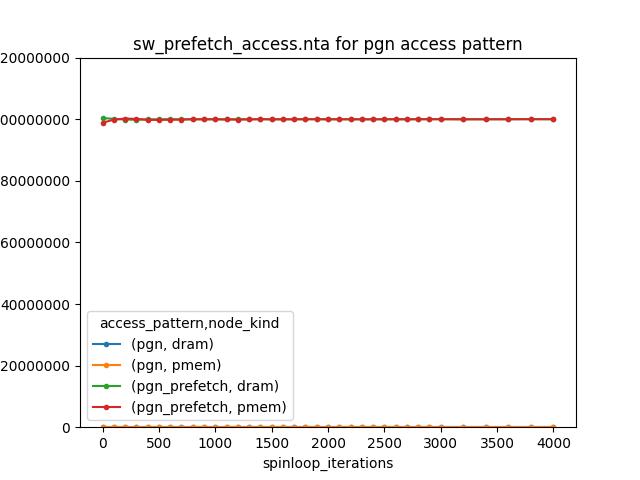 sw_prefetch_access.nta for pgn access pattern
20000000
00000000
80000000
60000000
40000000
20000000
0
access_pattern,node_kind
(pgn, dram)
(pgn, pmem)
(pgn_prefetch, dram)
(pgn_prefetch, pmem)
0 500 1000 1500 2000 2500 3000 3500 4000
spinloop_iterations